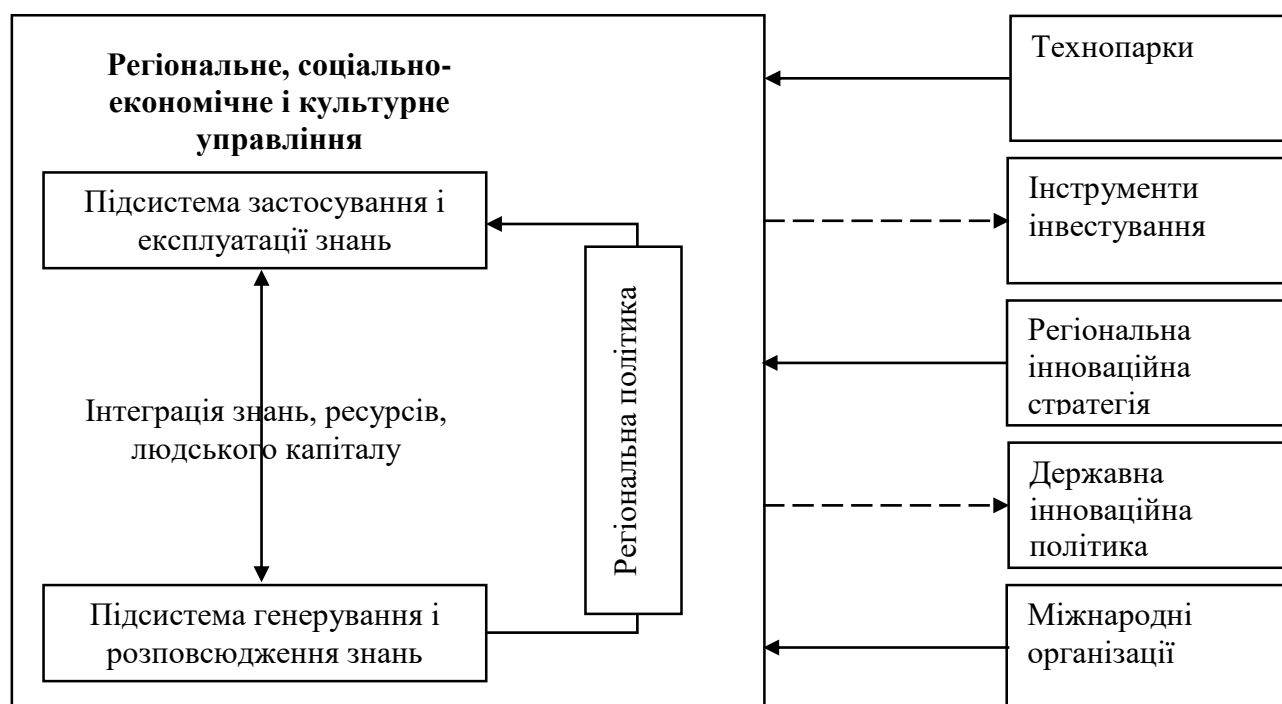 Регіональне, соціально-
економічне і культурне
управління
Підсистема застосування і
експлуатації знань
Інтеграція знань, ресурсів,
людського капіталу
Підсистема генерування і
розповсюдження знань
Регіональна політика
Технопарки
Інструменти
інвестування
Регіональна
інноваційна
стратегія
Державна
інноваційна
політика
Міжнародні
організації